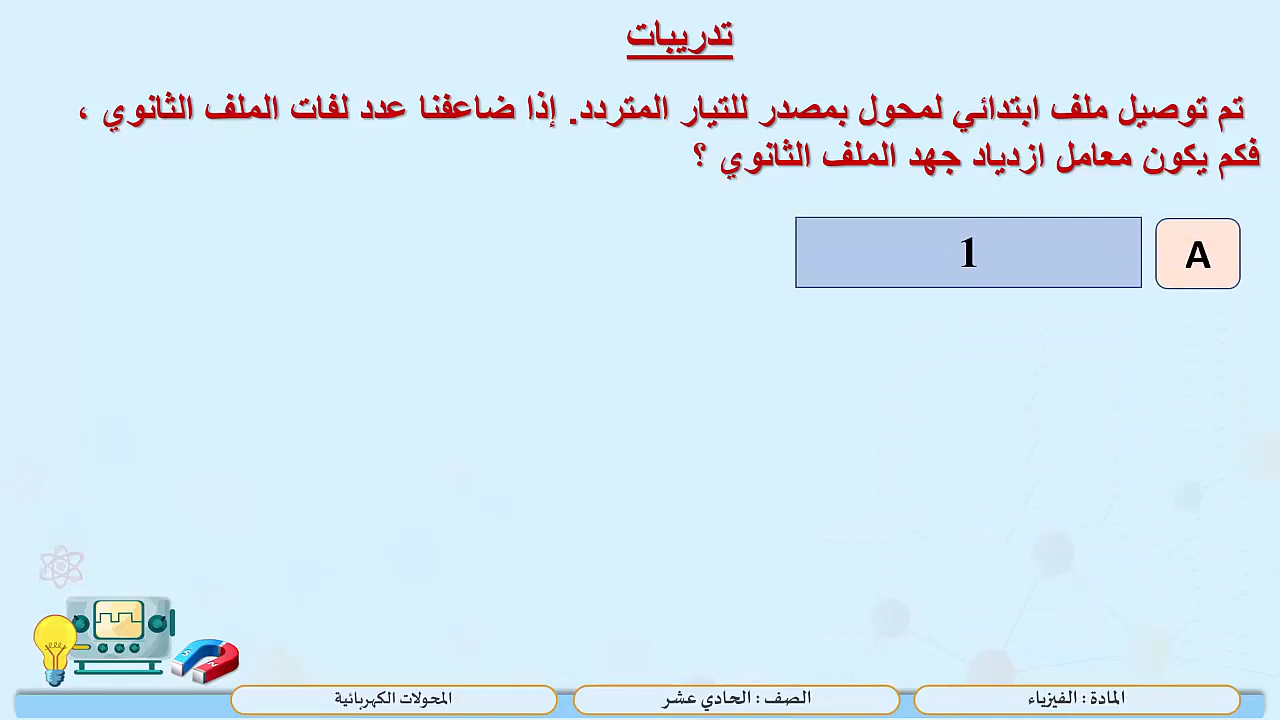 تدريبات
تم توصيل ملف ابتدائي لمحول بمصدر للتيار المتردد. إذا ضاعفنا عدد لفات الملف الثانوي ،
فكم يكون معامل ازدياد جهد الملف الثانوي ؟
A
1
المادة : الفيزياء
الصف : الحادي عشر
المحولات الكهربائية